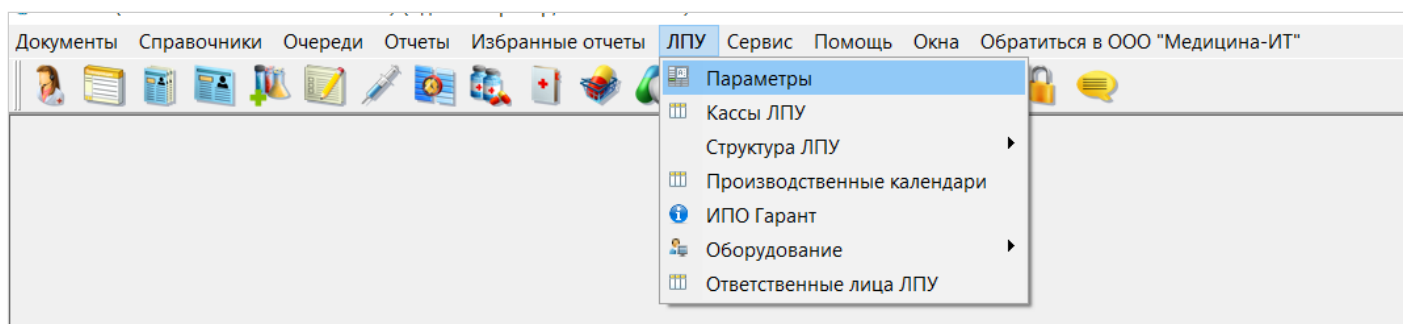 Документы Справочники Очереди Отчеты Избранные отчеты ЛПУ Сервис Помощь Окна Обратиться в ООО "Медицина-ИТ"
Параметры
Кассы ЛПУ
Структура ЛПУ
Производственные календари
ИПО Гарант
Оборудование
Ответственные лица ЛПУ